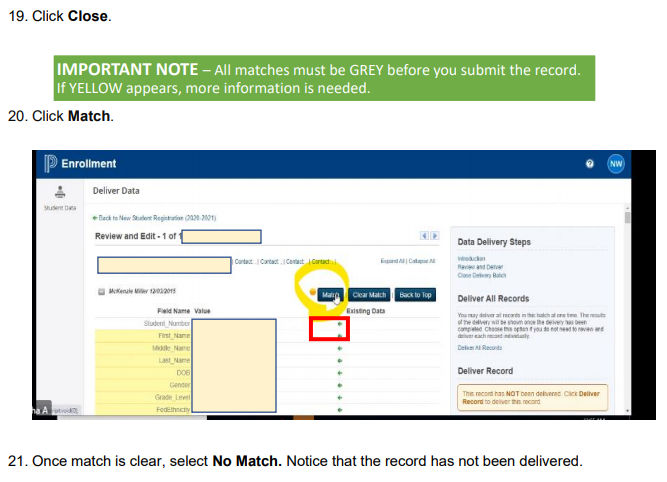 19. Click Close.
IMPORTANT NOTE – All matches must be GREY before you submit the record.
If YELLOW appears, more information is needed.
20. Click Match.
Enrollment
NW
Student Data
Deliver Data
Back to New Student Registration (2020-2021)
Review and Edit - 1 of 1
Contact: | Contact: | Contact: | Contact: |
Expand All | Collapse All
McKenzie Miller 12/03/2015
Match Clear Match Back to Top
Field Name Value Existing Data
Student_Number
First_Name
Middle_Name
Last_Name
DOB
Gender
Grade_Level
FedEthnicity
Data Delivery Steps
Introduction
Review and Deliver
Close Delivery Batch
Deliver All Records
You may deliver all records in this batch at one time. The results
of the delivery will be shown once the delivery has been
completed. Choose this option if you do not need to review and
deliver each record individually.
Deliver All Records
Deliver Record
This record has NOT been delivered. Click Deliver
Record to deliver this record.
21. Once match is clear, select No Match. Notice that the record has not been delivered.